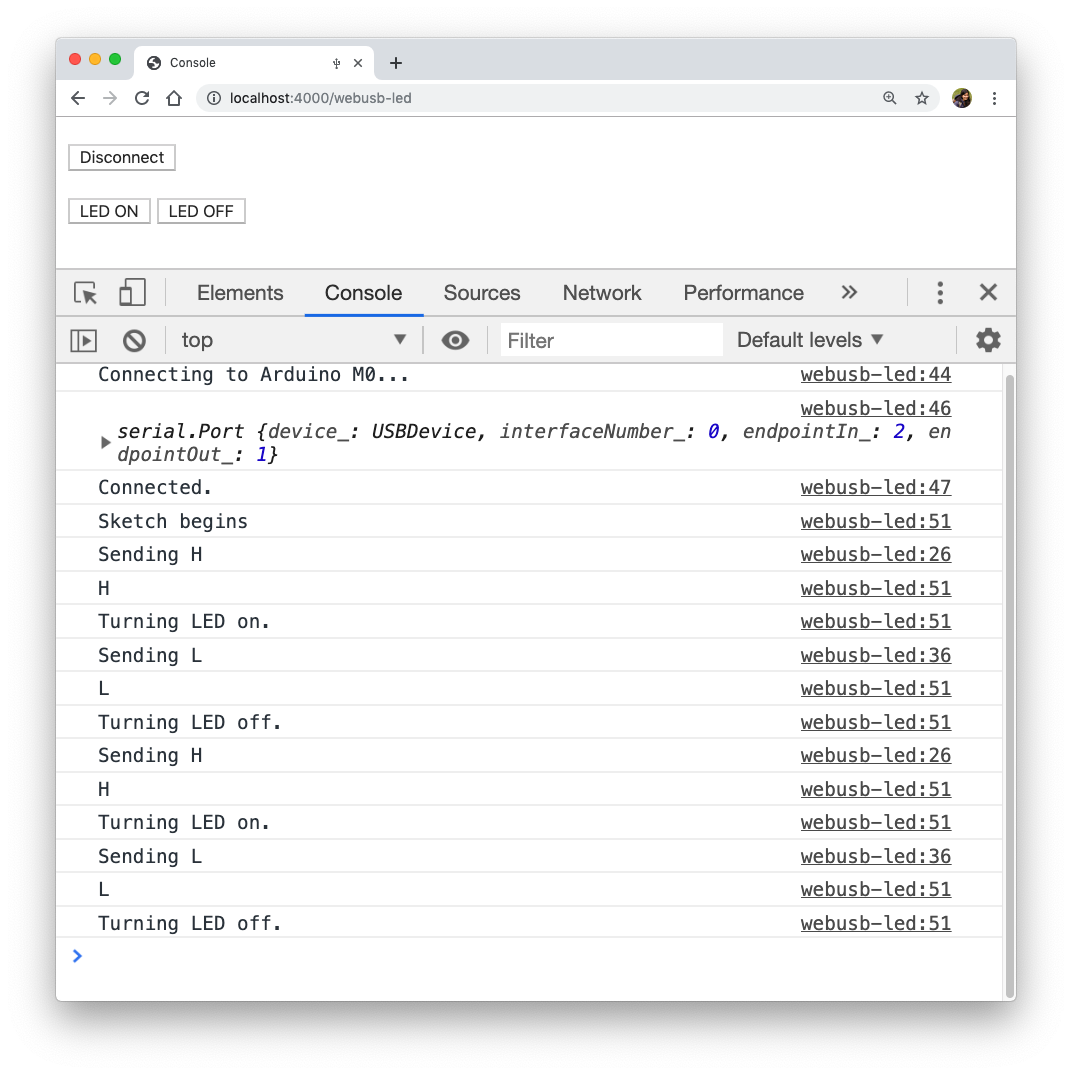 Console
localhost:4000/webusb-led
Disconnect
LED ON LED OFF
Elements Console Sources Network Performance
top Filter Default levels
Connecting to Arduino M0... webusb-led:44
webusb-led:46
serial.Port {device_: USBDevice, interfaceNumber_: 0, endpointIn_: 2, en
dpointOut_: 1}
Connected. webusb-led:47
Sketch begins webusb-led:51
Sending H webusb-led:26
H webusb-led:51
Turning LED on. webusb-led:51
Sending L webusb-led:36
L webusb-led:51
Turning LED off. webusb-led:51
Sending H webusb-led:26
H webusb-led:51
Turning LED on. webusb-led:51
Sending L webusb-led:36
L webusb-led:51
Turning LED off. webusb-led:51